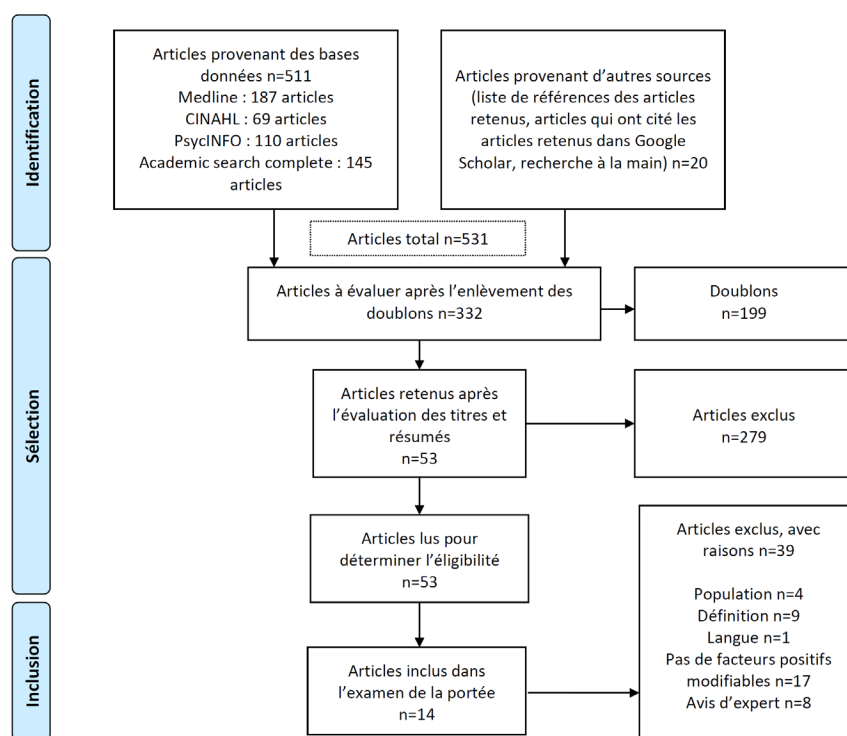 Identification
Articles provenant des bases
données n=511
Medline : 187 articles
CINAHL : 69 articles
PsycINFO : 110 articles
Academic search complete : 145
articles
Articles provenant d’autres sources
(liste de références des articles
retenus, articles qui ont cité les
articles retenus dans Google
Scholar, recherche à la main) n=20
Articles total n=531
Sélection
Articles à évaluer après l’enlèvement des
doublons n=332
Doublons
n=199
Articles retenus après
l’évaluation des titres et
résumés
n=53
Articles exclus
n=279
Articles lus pour
déterminer l’éligibilité
n=53
Articles exclus, avec
raisons n=39
Population n=4
Définition n=9
Langue n=1
Pas de facteurs positifs
modifiables n=17
Avis d’expert n=8
Inclusion
Articles inclus dans
l’examen de la portée
n=14